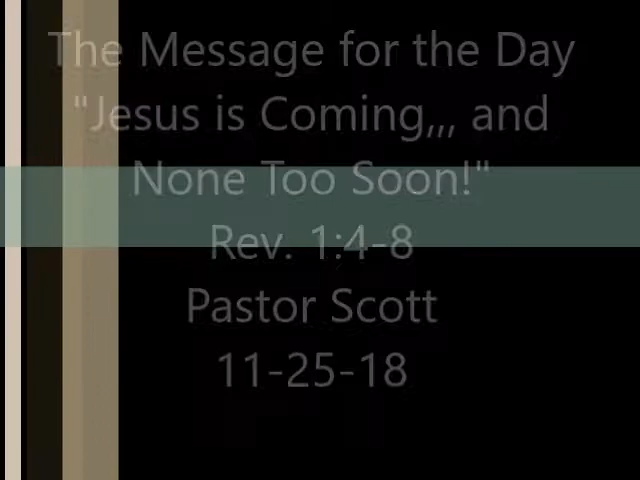 The Message for the Day
"Jesus is Coming,,, and
None Too Soon!"
Rev. 1:4-8
Pastor Scott
11-25-18